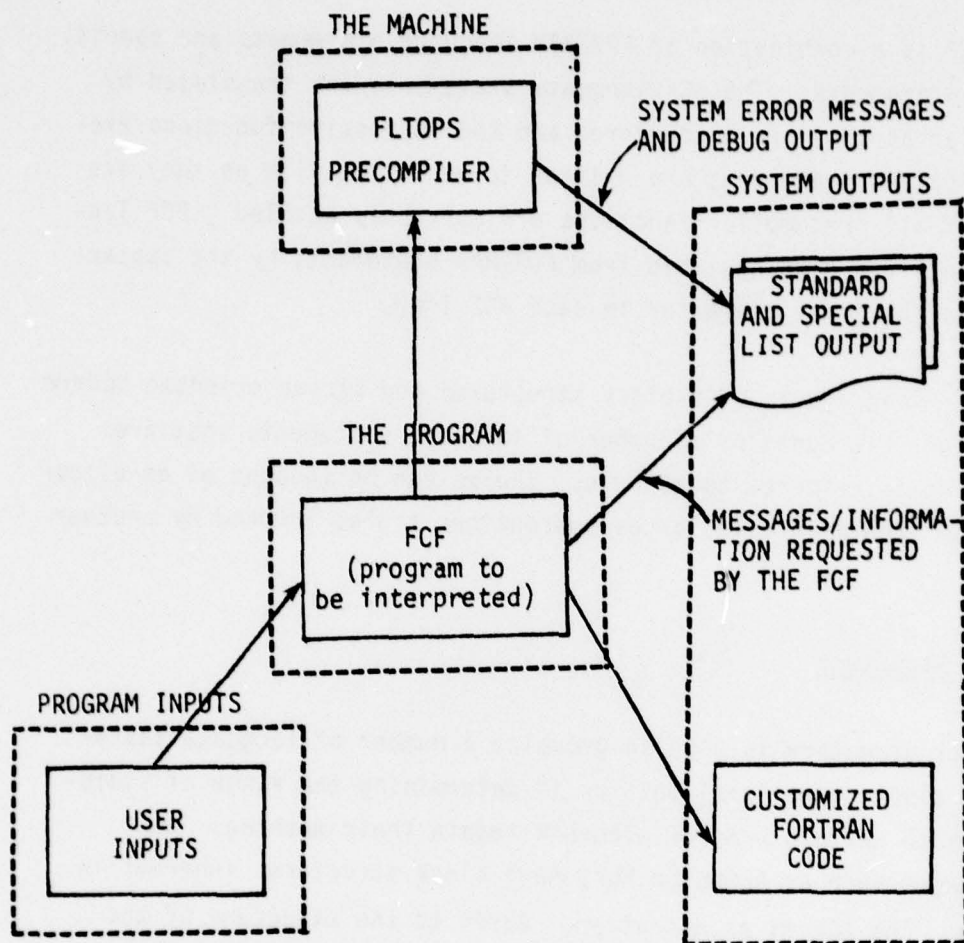 THE MACHINE
FLTOPS
PRECOMPILER
SYSTEM ERROR MESSAGES
AND DEBUG OUTPUT
SYSTEM OUTPUTS
STANDARD
AND SPECIAL
LIST OUTPUT
THE PROGRAM
FCF
(program to
be interpreted)
MESSAGES/INFORMA-
TION REQUESTED
BY THE FCF
PROGRAM INPUTS
USER
INPUTS
CUSTOMIZED
FORTRAN
CODE